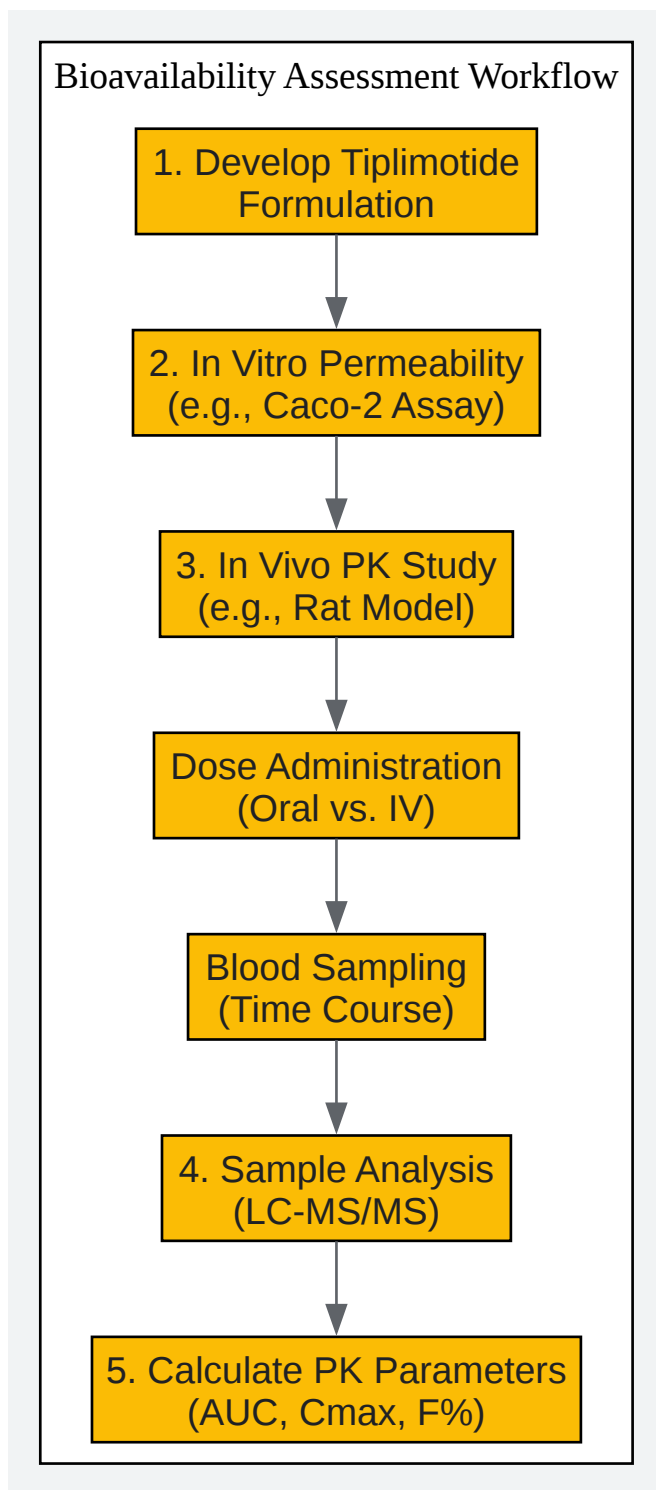 Bioavailability Assessment Workflow
1. Develop Tiplimotide
Formulation
2. In Vitro Permeability
(e.g., Caco-2 Assay)
3. In Vivo PK Study
(e.g., Rat Model)
Dose Administration
(Oral vs. IV)
Blood Sampling
(Time Course)
4. Sample Analysis
(LC-MS/MS)
5. Calculate PK Parameters
(AUC, Cmax, F%)